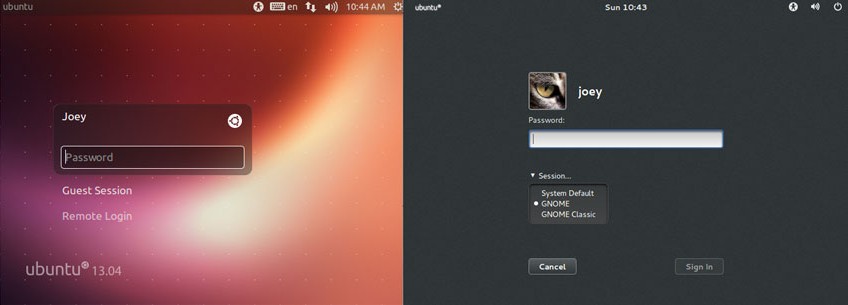 ubuntu
en
10:44 AM
Joey
Password
Guest Session
Remote Login
ubuntu® 13.04
ubuntu®
Sun 10:43
joey
Password:
Session...
System Default
GNOME
GNOME Classic
Cancel
Sign In